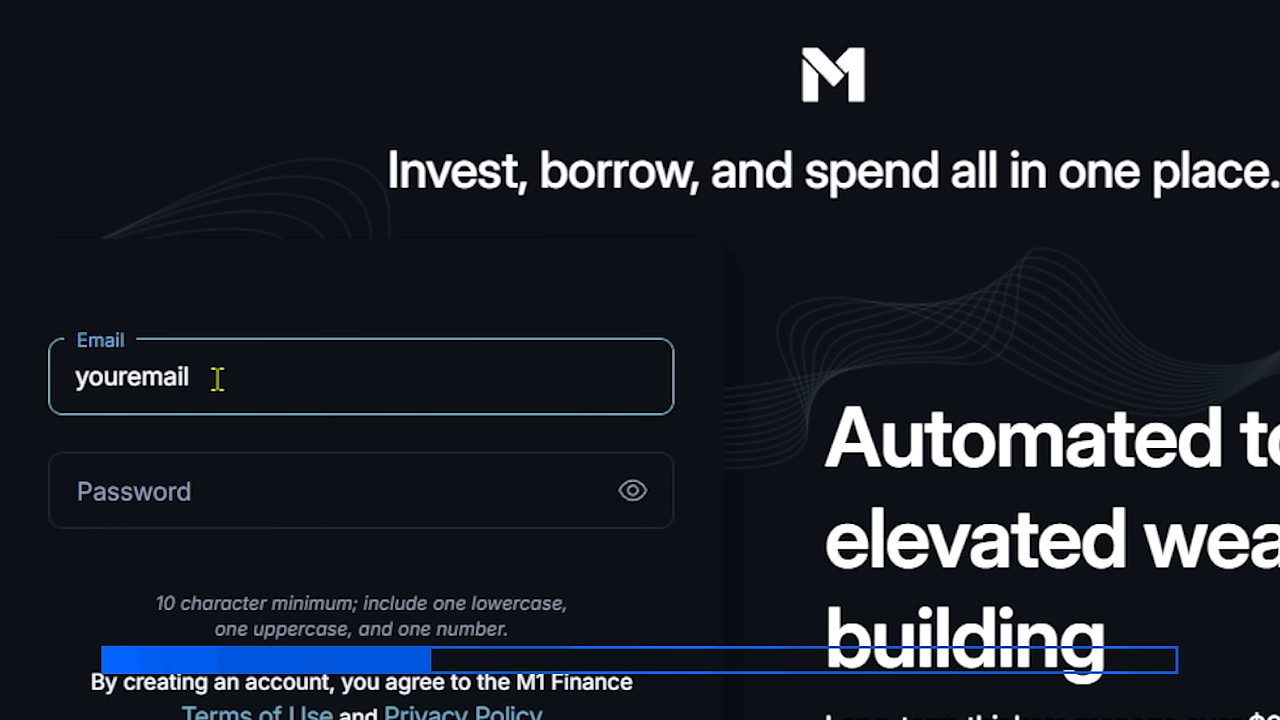 M
Invest, borrow, and spend all in one place.
Email
youremail
Password
10 character minimum; include one lowercase,
one uppercase, and one number.
By creating an account, you agree to the M1 Finance
Terms of Use and Privacy Policy
Automated
elevated
building